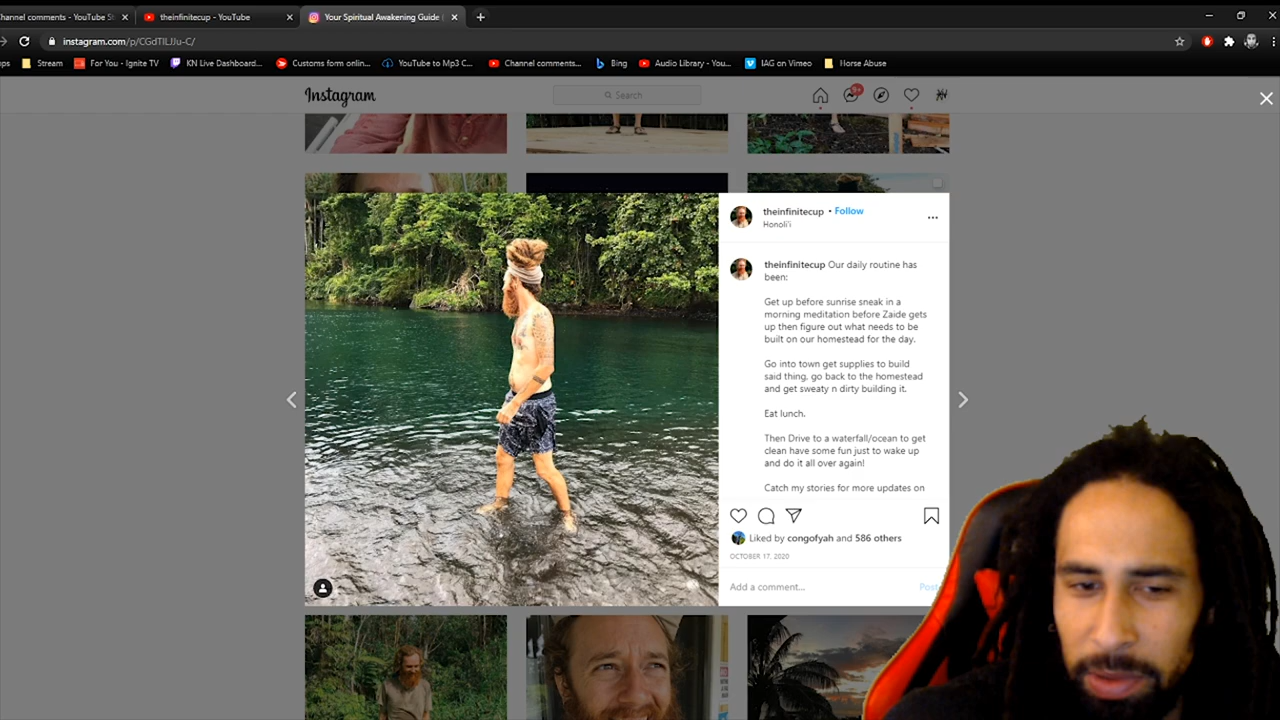 hannel comments - YouTube St
theinfinitecup - YouTube
Your Spiritual Awakening Guide
instagram.com/p/CGdTILJJu-C/
ps
Stream
For You - Ignite TV
KN Live Dashboard...
Customs form onlin...
YouTube to Mp3 C...
Channel comments...
Bing
Audio Library - You...
IAG on Vimeo
Horse Abuse
Instagram
Search
9+
theinfinitecup • Follow
Honoli'i
theinfinitecup Our daily routine has
been:
Get up before sunrise sneak in a
morning meditation before Zaide gets
up then figure out what needs to be
built on our homestead for the day.
Go into town get supplies to build
said thing, go back to the homestead
and get sweaty n dirty building it.
Eat lunch.
Then Drive to a waterfall/ocean to get
clean have some fun just to wake up
and do it all over again!
Catch my stories for more updates on
Liked by congofyah and 586 others
OCTOBER 17, 2020
Add a comment...
Post